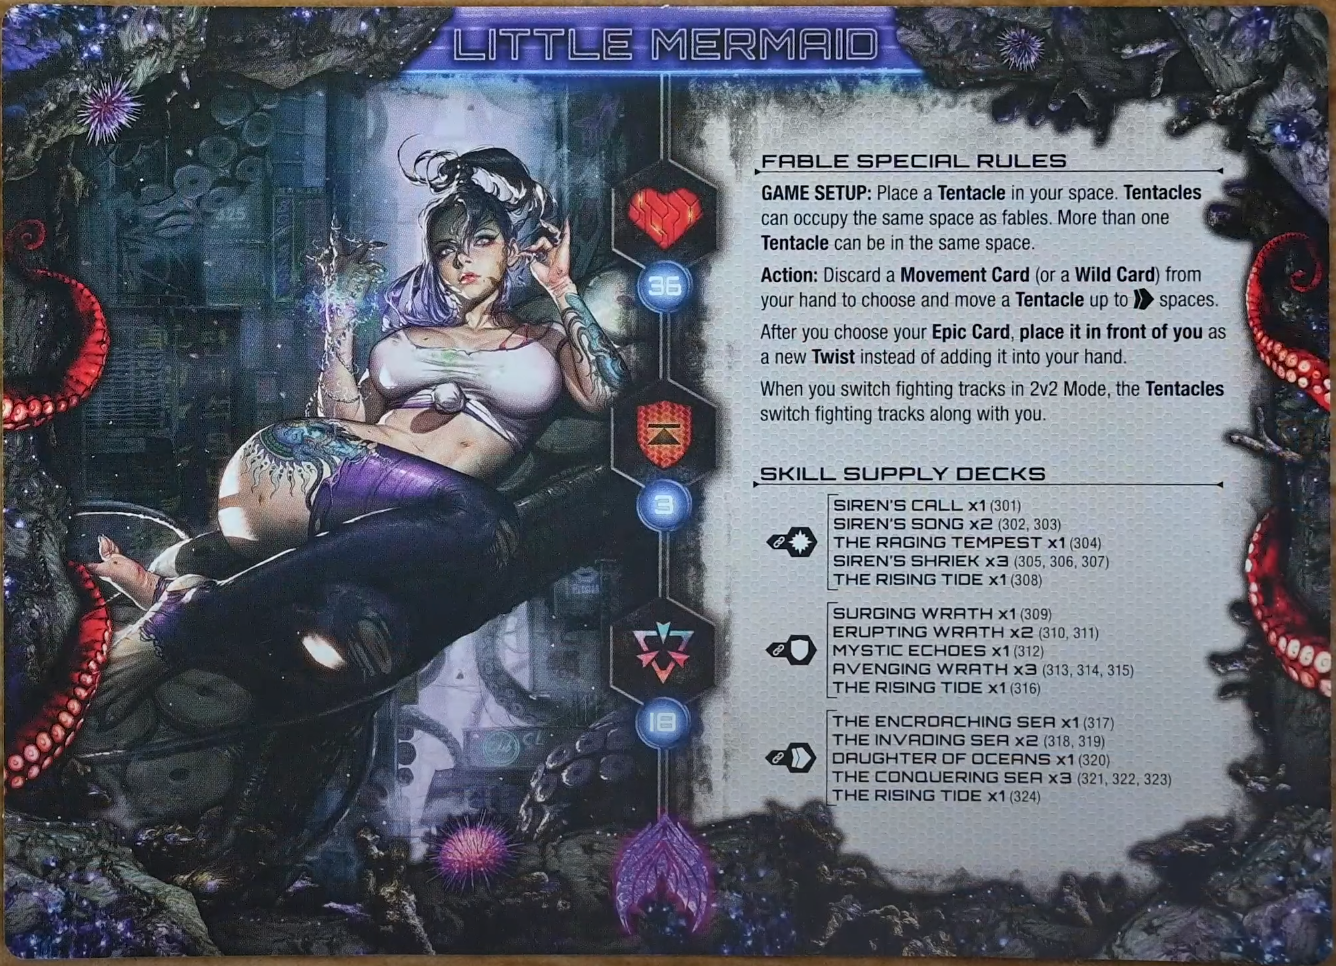 LITTLE MERMAID
36
3
18
FABLE SPECIAL RULES
GAME SETUP: Place a Tentacle in your space. Tentacles
can occupy the same space as fables. More than one
Tentacle can be in the same space.
Action: Discard a Movement Card (or a Wild Card) from
your hand to choose and move a Tentacle up to spaces.
After you choose your Epic Card, place it in front of you as
a new Twist instead of adding it into your hand.
When you switch fighting tracks in 2v2 Mode, the Tentacles
switch fighting tracks along with you.
SKILL SUPPLY DECKS
SIREN'S CALL x1 (301)
SIREN'S SONG x2 (302, 303)
THE RAGING TEMPEST x1 (304)
SIREN'S SHRIEK x3 (305, 306, 307)
THE RISING TIDE x1 (308)
SURGING WRATH x1 (309)
ERUPTING WRATH x2 (310, 311)
MYSTIC ECHOES x1 (312)
AVENGING WRATH x3 (313, 314, 315)
THE RISING TIDE x1 (316)
THE ENCROACHING SEA x1 (317)
THE INVADING SEA x2 (318, 319)
DAUGHTER OF OCEANS x1 (320)
THE CONQUERING SEA x3 (321, 322, 323)
THE RISING TIDE x1 (324)